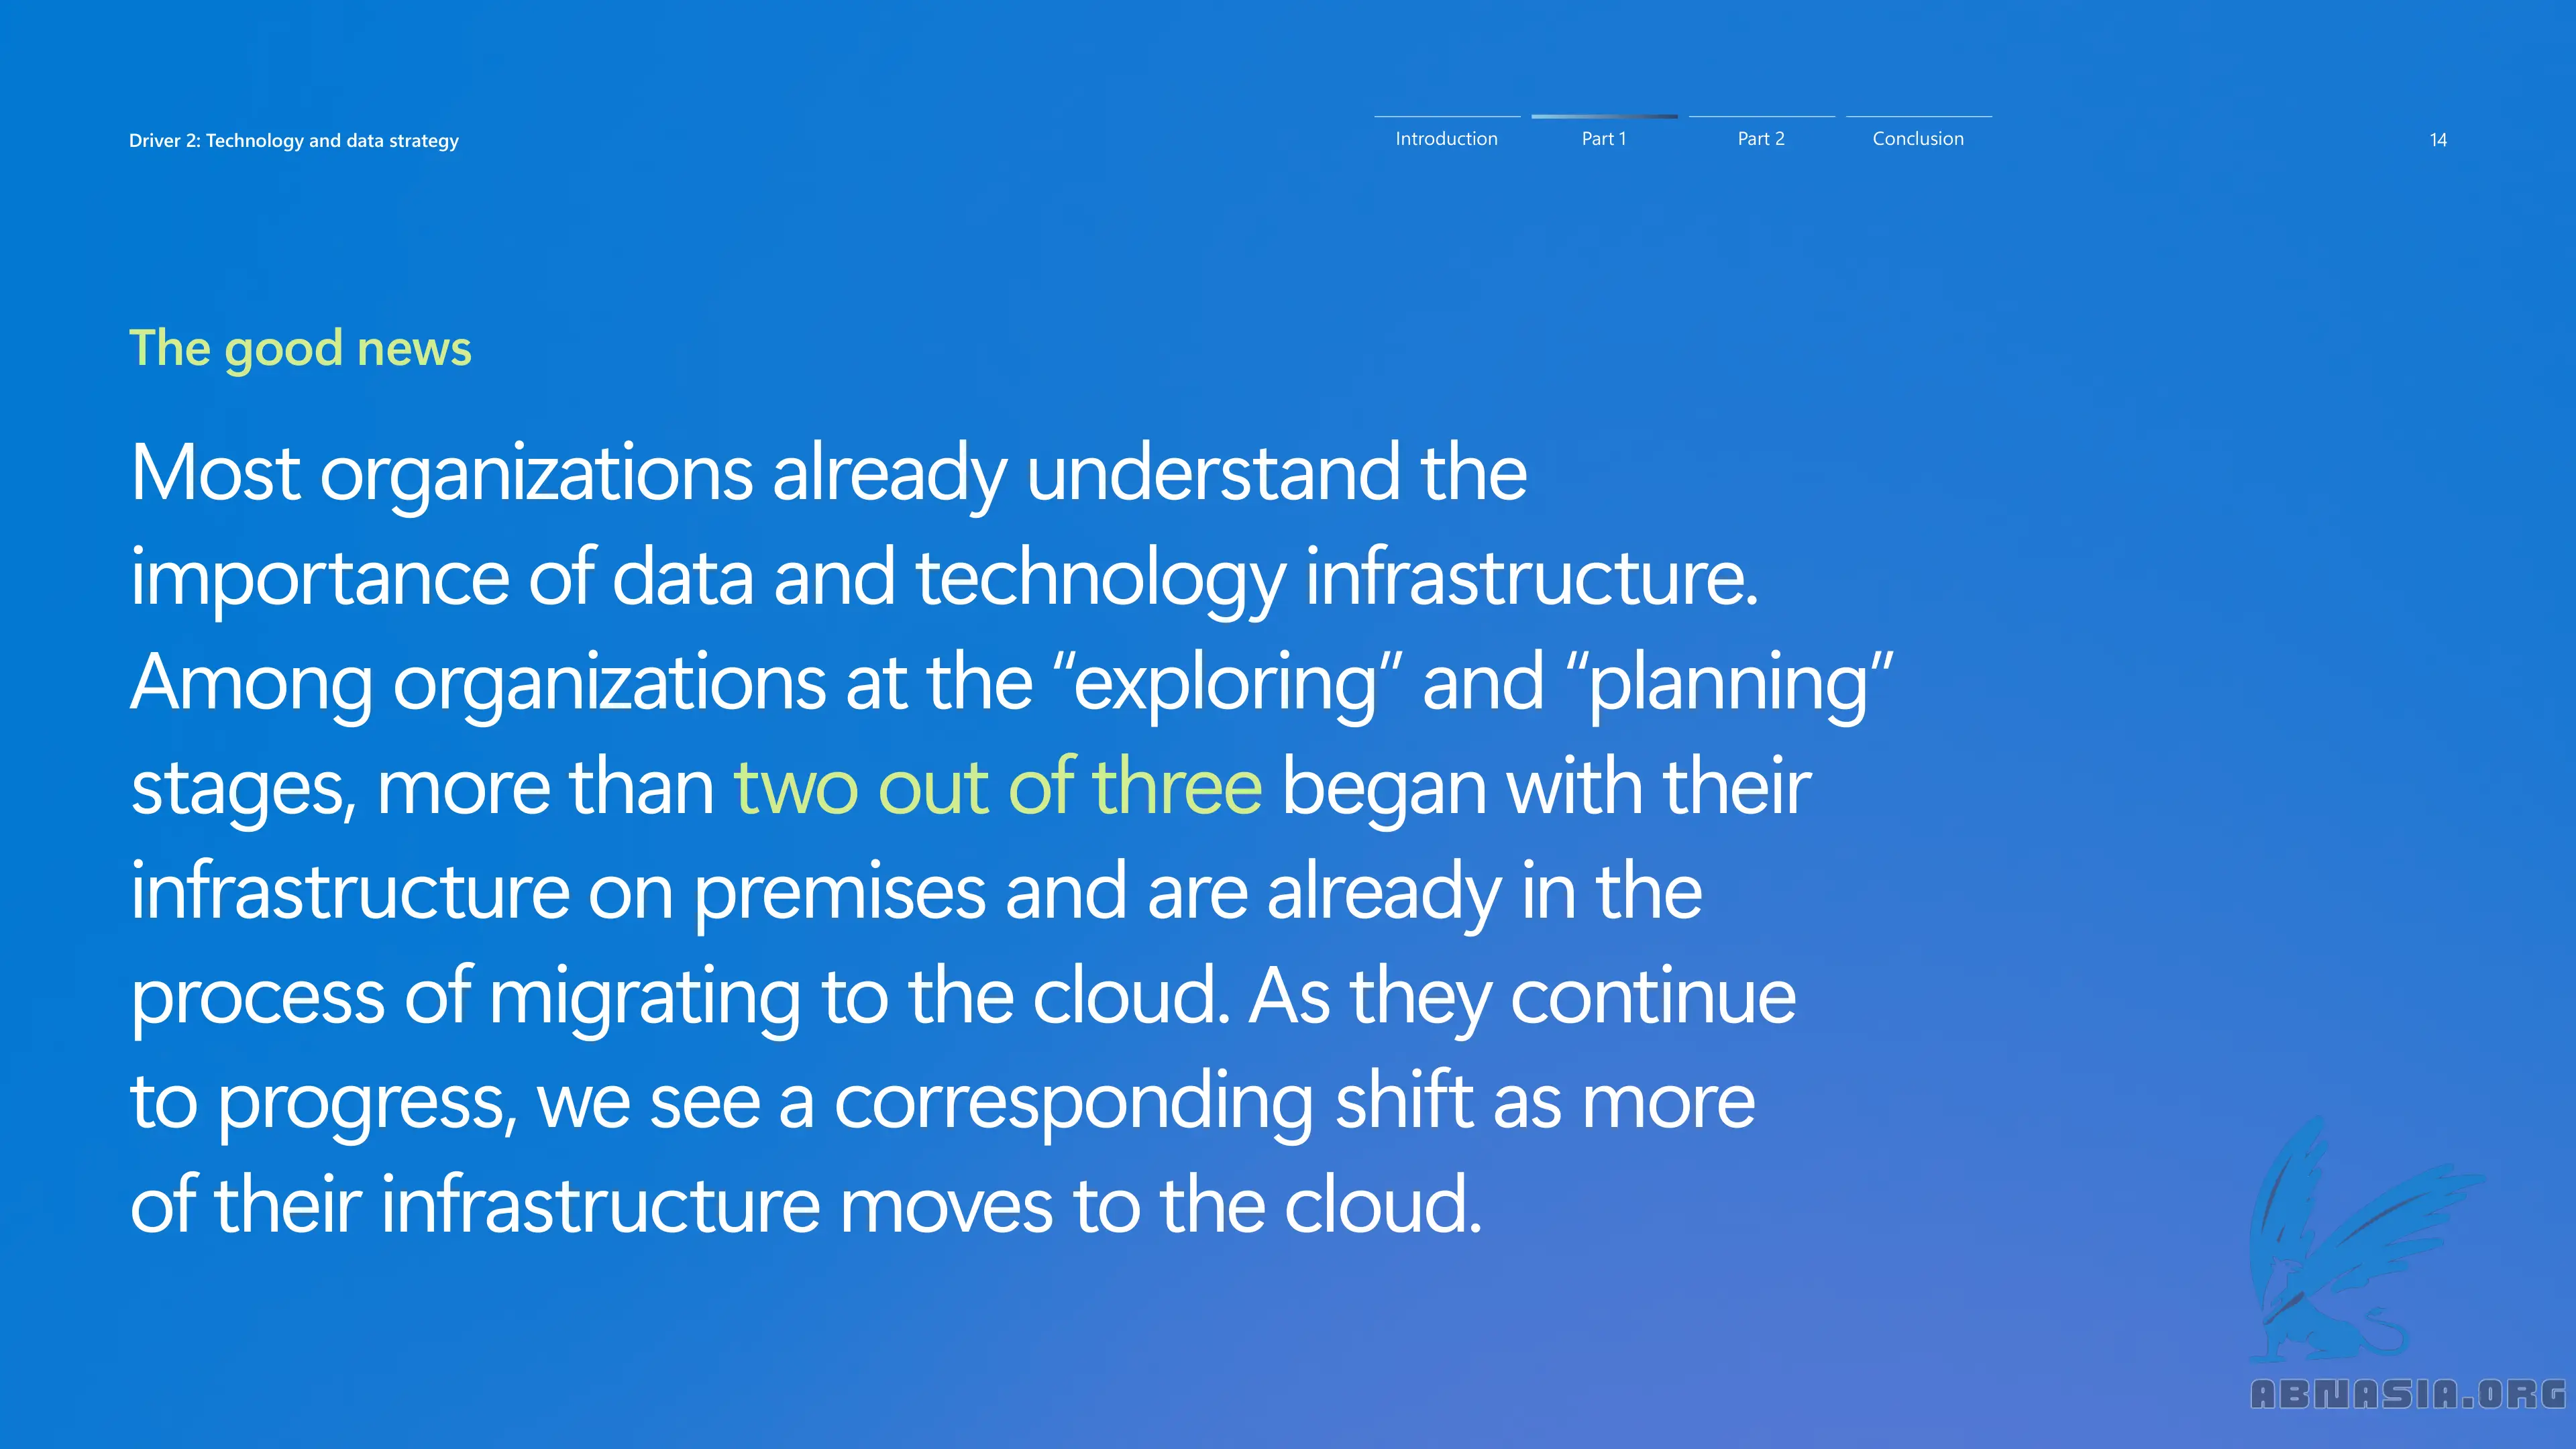 Driver 2: Technology and data strategy
Introduction
Part 1
Part 2
Conclusion
14
The good news
Most organizations already understand the
importance of data and technology infrastructure.
Among organizations at the “exploring” and “planning”
stages, more than two out of three began with their
infrastructure on premises and are already in the
process of migrating to the cloud. As they continue
to progress, we see a corresponding shift as more
of their infrastructure moves to the cloud.
ABNASIA.ORG